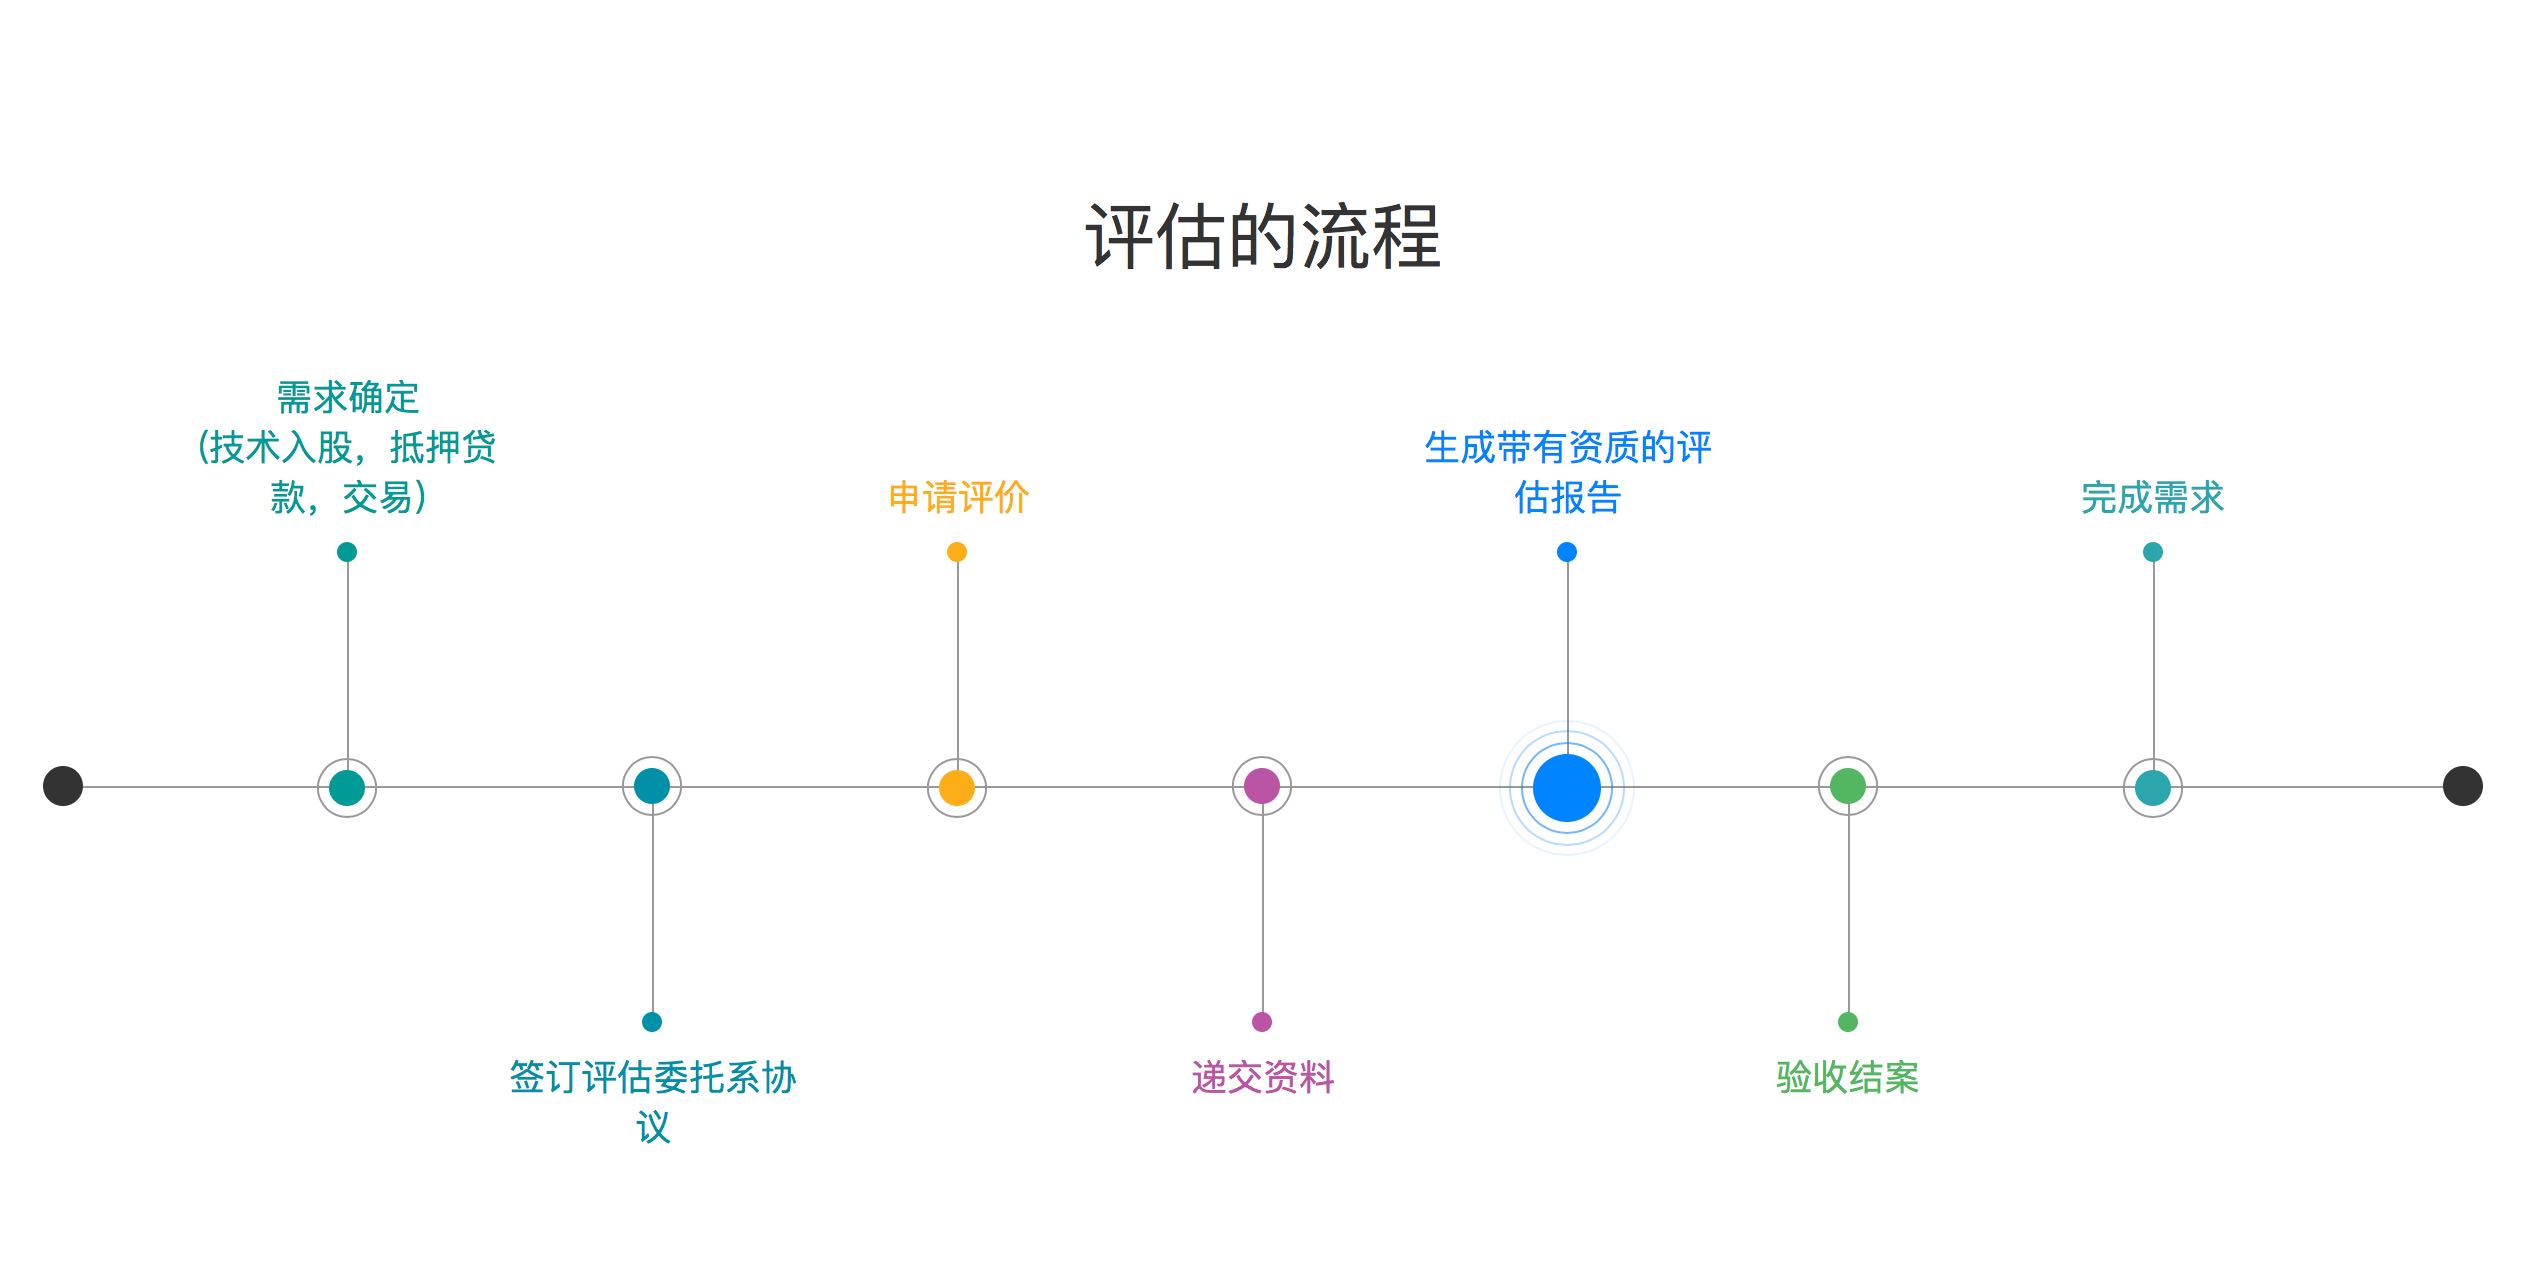 评估的流程
需求确定
(技术入股，抵押贷
款，交易)
签订评估委托系协
议
申请评价
递交资料
生成带有资质的评
估报告
验收结案
完成需求